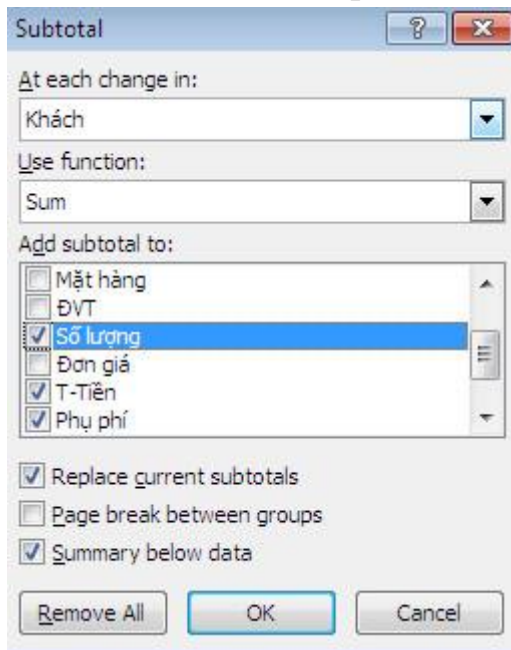 Subtotal
At each change in:
Khách
Use function:
Sum
Add subtotal to:
Mặt hàng
ĐVT
Số lượng
Đơn giá
T-Tiền
Phụ phí
Replace current subtotals
Page break between groups
Summary below data
Remove All OK Cancel